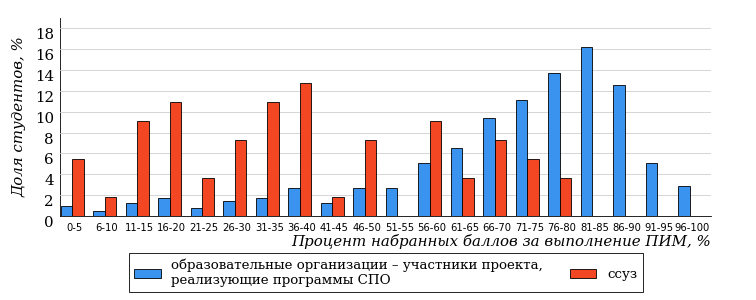 Доля студентов, %
18
16
14
12
10
8
6
4
2
0
0-5 6-10 11-15 16-20 21-25 26-30 31-35 36-40 41-45 46-50 51-55 56-60 61-65 66-70 71-75 76-80 81-85 86-90 91-95 96-100
Процент набранных баллов за выполнение ПИМ, %
образовательные организации – участники проекта,
реализующие программы СПО
ссуз